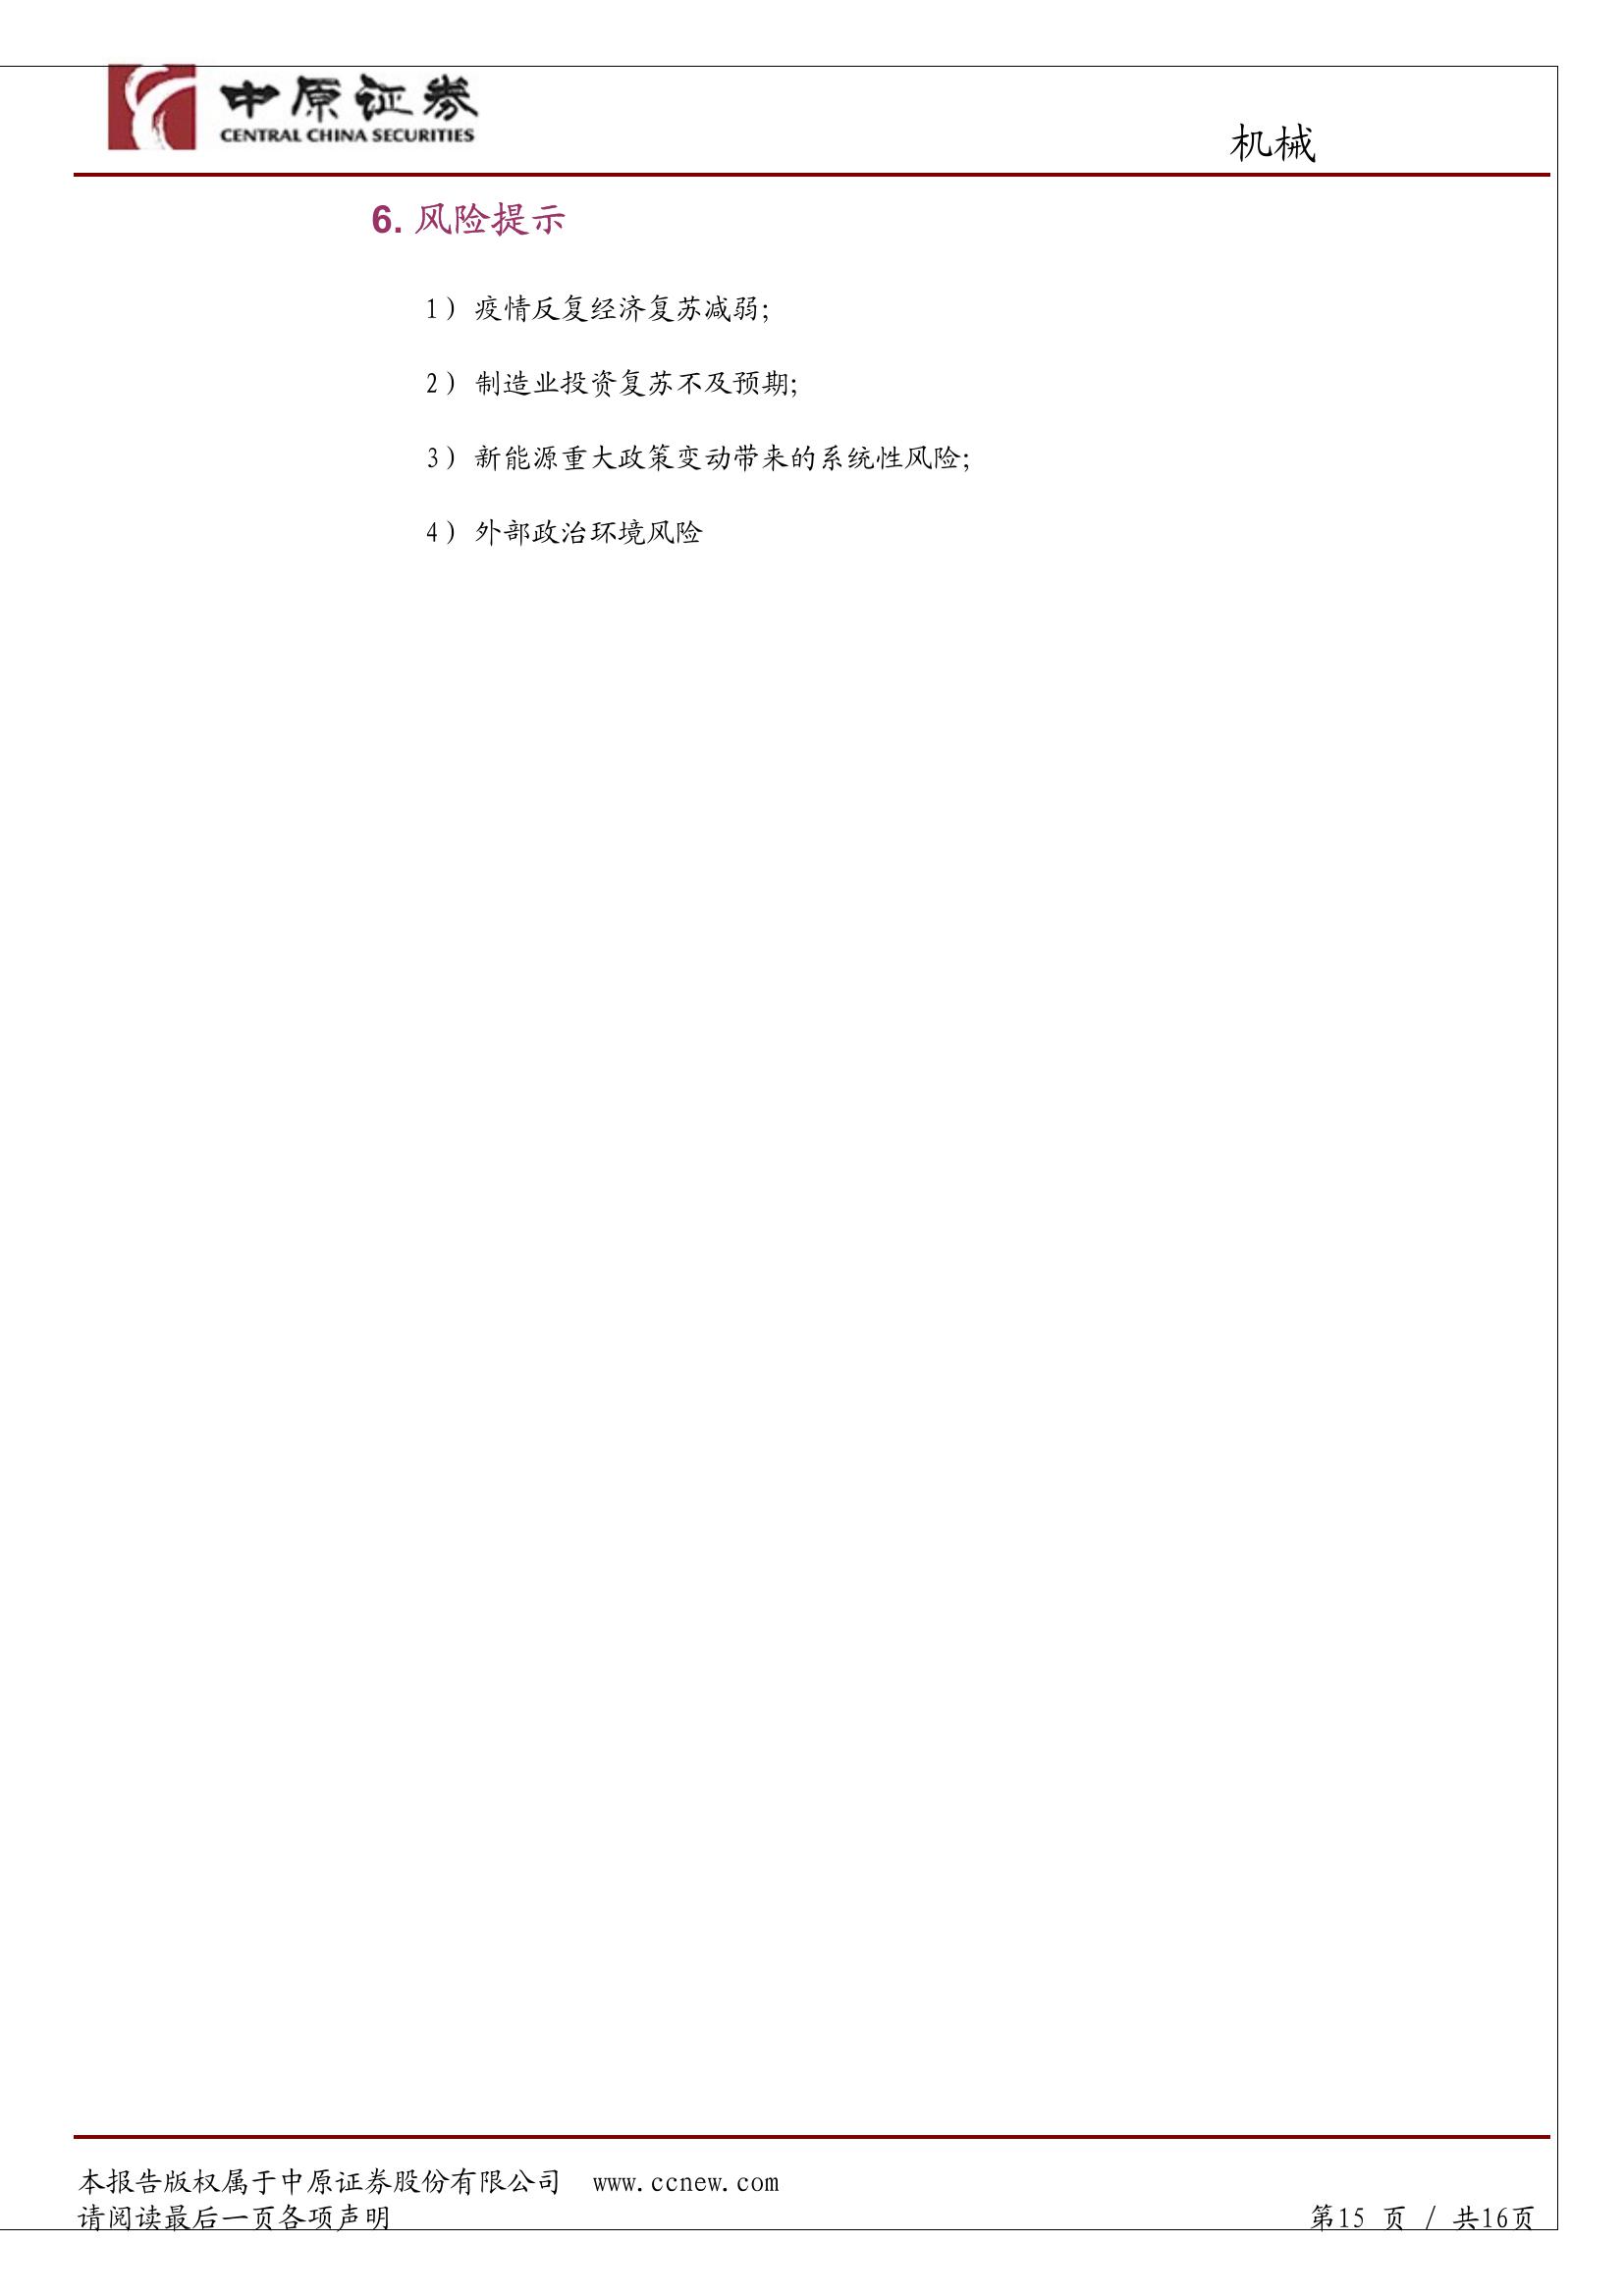 中原证券
CENTRAL CHINA SECURITIES
机械
6. 风险提示
1） 疫情反复经济复苏减弱;
2） 制造业投资复苏不及预期;
3） 新能源重大政策变动带来的系统性风险;
4） 外部政治环境风险
本报告版权属于中原证券股份有限公司 www.ccnew.com
请阅读最后一页各项声明
第15 页 / 共16页